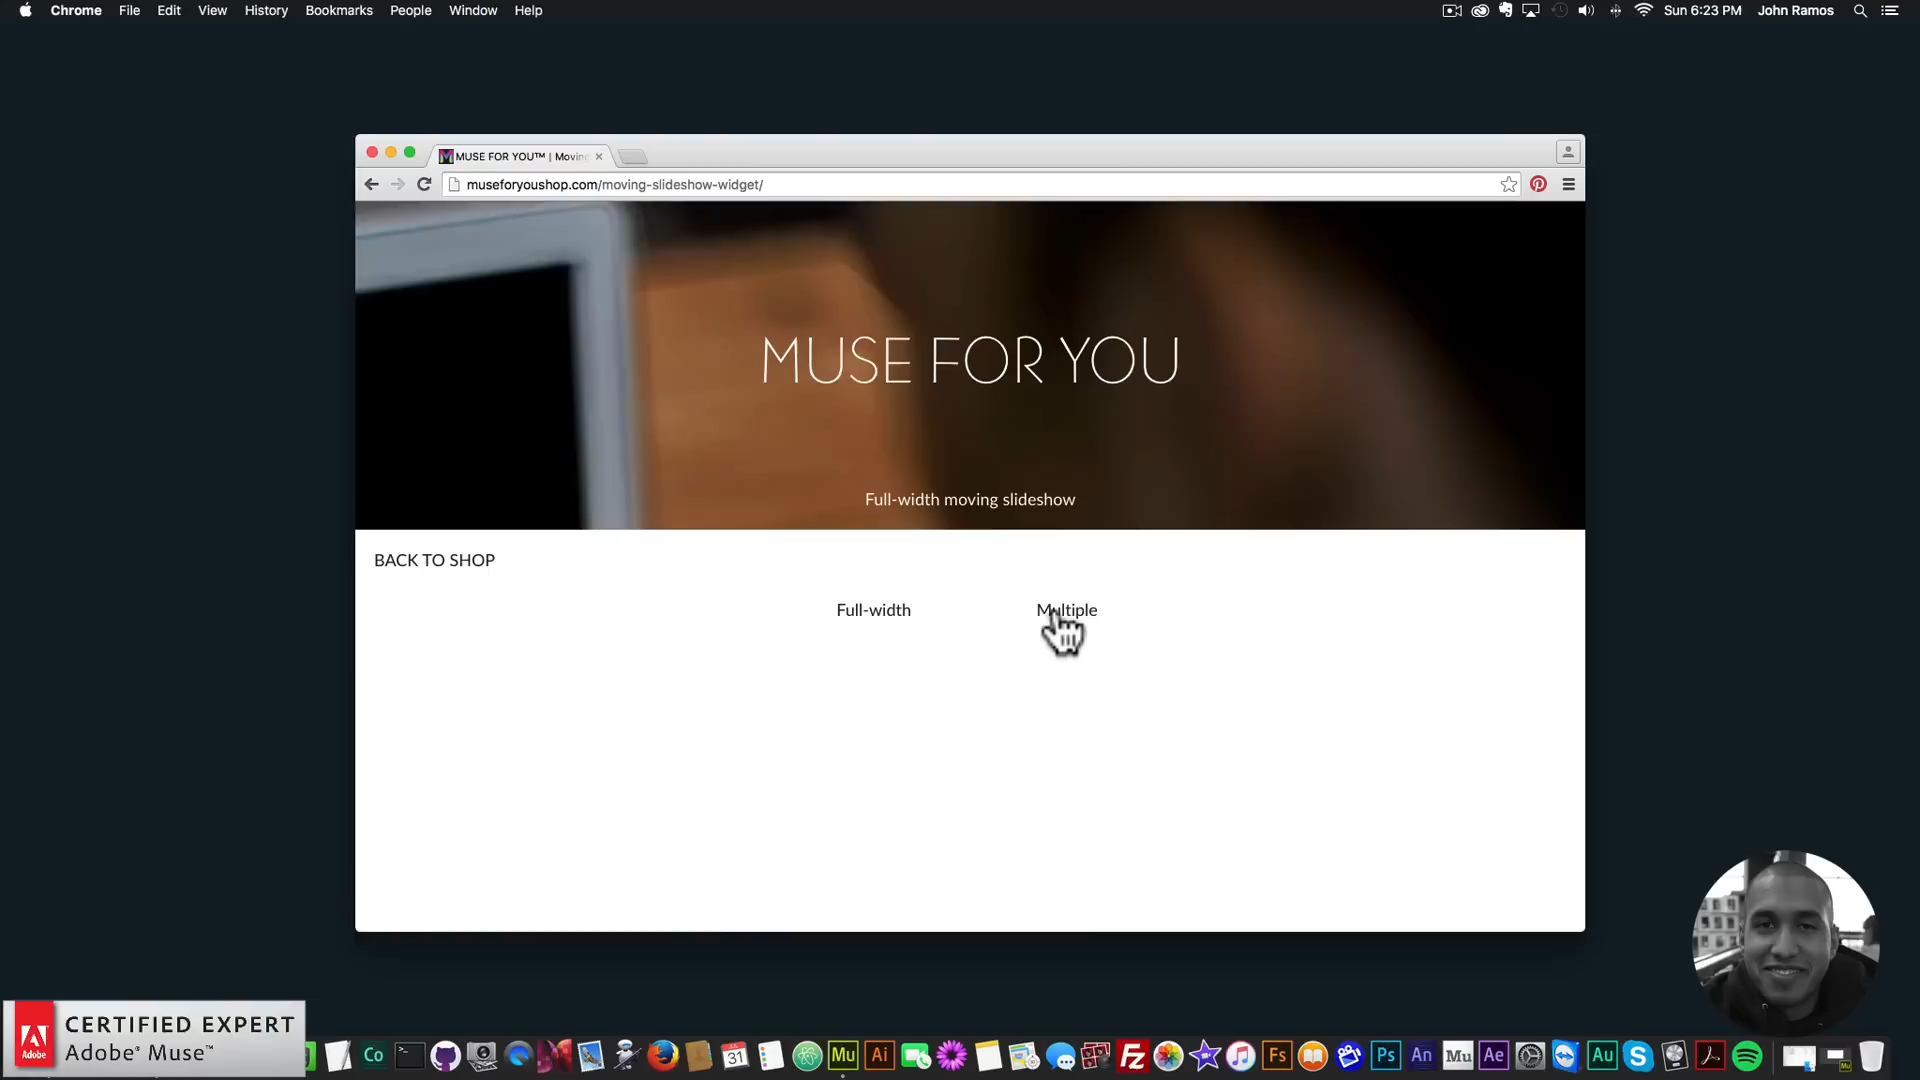 Chrome File Edit View History Bookmarks People Window Help
Sun 6:23 PM John Ramos
MUSE FOR YOU™ | Movin
museforyoushop.com/moving-slideshow-widget/
MUSE FOR YOU
Full-width moving slideshow
BACK TO SHOP
Full-width Multiple
CERTIFIED EXPERT
Adobe® Muse™
Adobe
Co
31
Mu
Ai
Fz
Fs
Ps
An
Mu
Ae
Au
S